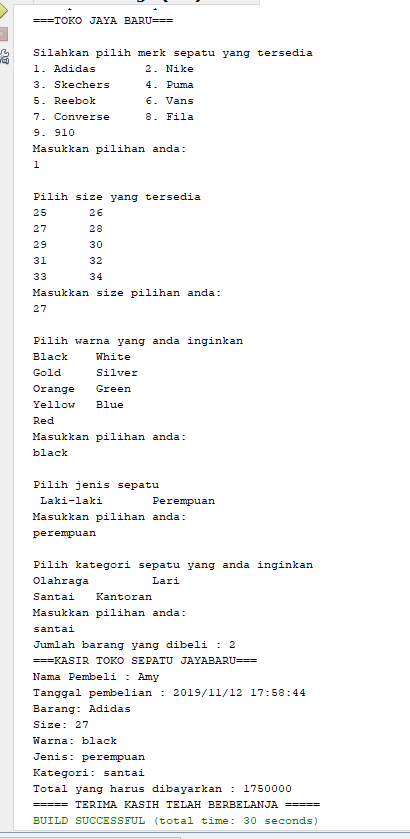 ===TOKO JAYA BARU===
Silahkan pilih merk sepatu yang tersedia
1. Adidas 2. Nike
3. Skechers 4. Puma
5. Reebok 6. Vans
7. Converse 8. Fila
9. 910
Masukkan pilihan anda:
1
Pilih size yang tersedia
25 26
27 28
29 30
31 32
33 34
Masukkan size pilihan anda:
27
Pilih warna yang anda inginkan
Black White
Gold Silver
Orange Green
Yellow Blue
Red
Masukkan pilihan anda:
black
Pilih jenis sepatu
Laki-laki Perempuan
Masukkan pilihan anda:
perempuan
Pilih kategori sepatu yang anda inginkan
Olahraga Lari
Santai Kantoran
Masukkan pilihan anda:
santai
Jumlah barang yang dibeli : 2
===KASIR TOKO SEPATU JAYABARU===
Nama Pembeli : Amy
Tanggal pembelian : 2019/11/12 17:58:44
Barang: Adidas
Size: 27
Warna: black
Jenis: perempuan
Kategori: santai
Total yang harus dibayarkan : 1750000
===== TERIMA KASIH TELAH BERBELANJA =====
BUILD SUCCESSFUL (total time: 30 seconds)